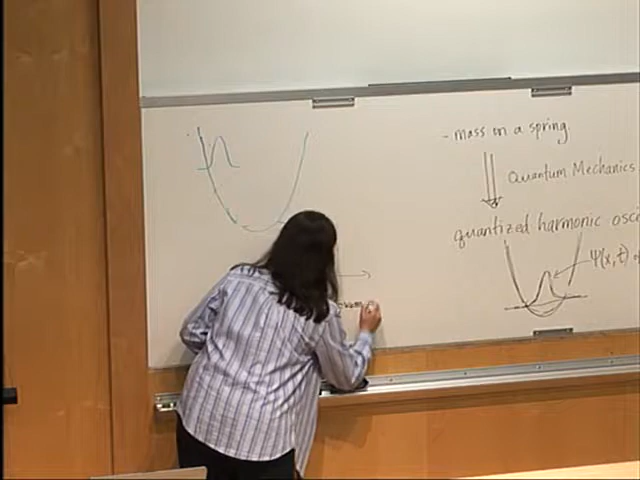 - mass on a spring.
Quantum Mechanics
quantized harmonic osci
Ψ(x,t)